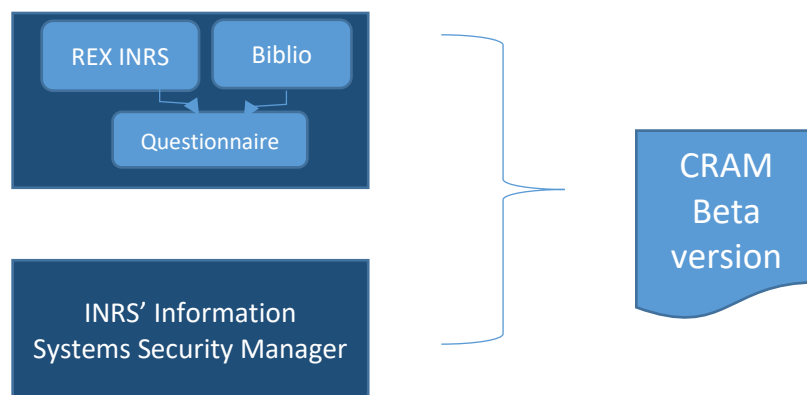 REX INRS
Biblio
Questionnaire
INRS’ Information
Systems Security Manager
CRAM
Beta
version